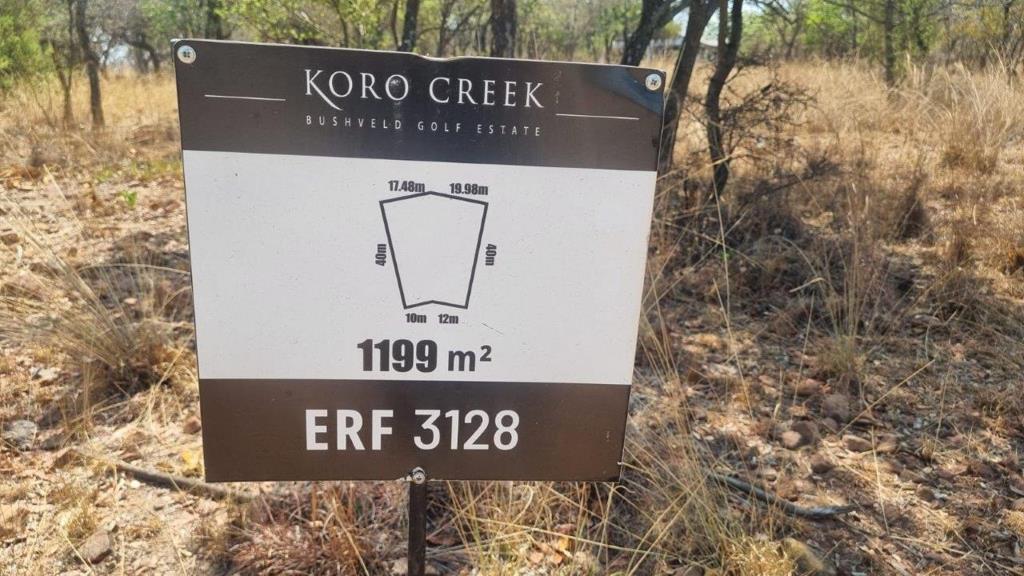 KORO CREEK
BUSHVELD GOLF ESTATE
17.48m 19.98m
40m 40m
10m 12m
1199 m²
ERF 3128